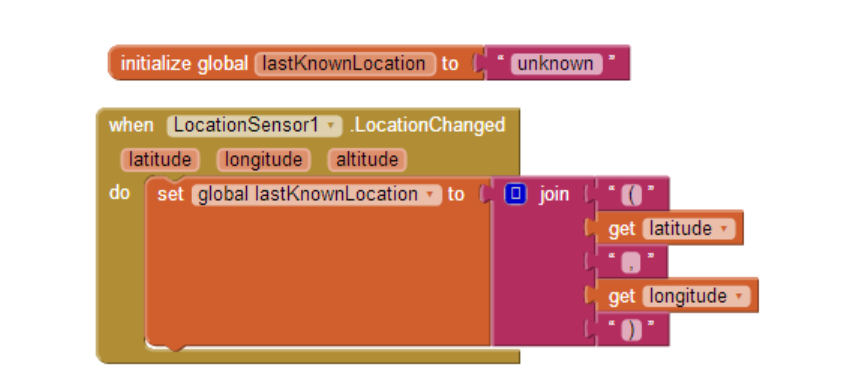 initialize global lastKnownLocation to " unknown "
when LocationSensor1 .LocationChanged
latitude longitude altitude
do set global lastKnownLocation to join " ( "
get latitude
" , "
get longitude
" ) "